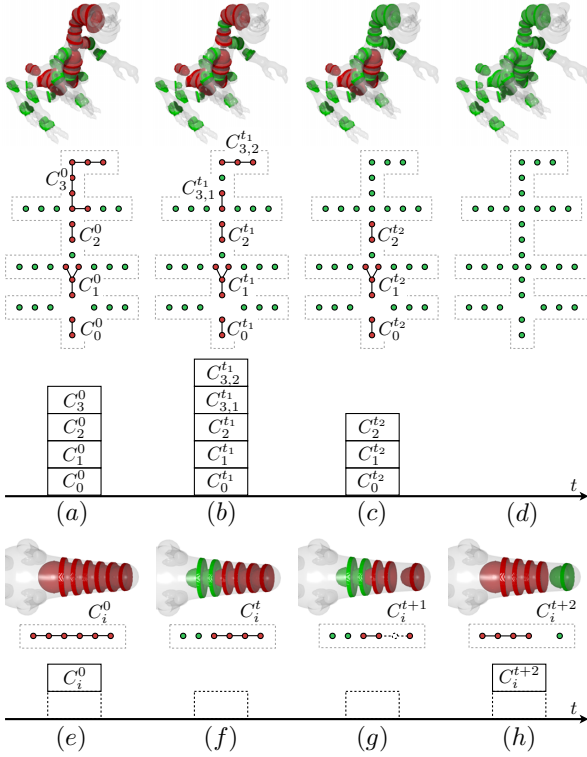 C_{3,2}^{t_1}
C_3^0 C_{3,1}^{t_1}
C_2^0 C_2^{t_1} C_2^{t_2}
C_1^0 C_1^{t_1} C_1^{t_2}
C_0^0 C_0^{t_1} C_0^{t_2}
C_{3,2}^{t_1}
C_3^0 C_{3,1}^{t_1}
C_2^0 C_2^{t_1} C_2^{t_2}
C_1^0 C_1^{t_1} C_1^{t_2}
C_0^0 C_0^{t_1} C_0^{t_2} t
(a) (b) (c) (d)
C_i^0 C_i^t C_i^{t+1} C_i^{t+2}
C_i^0 C_i^{t+2}
t
(e) (f) (g) (h)